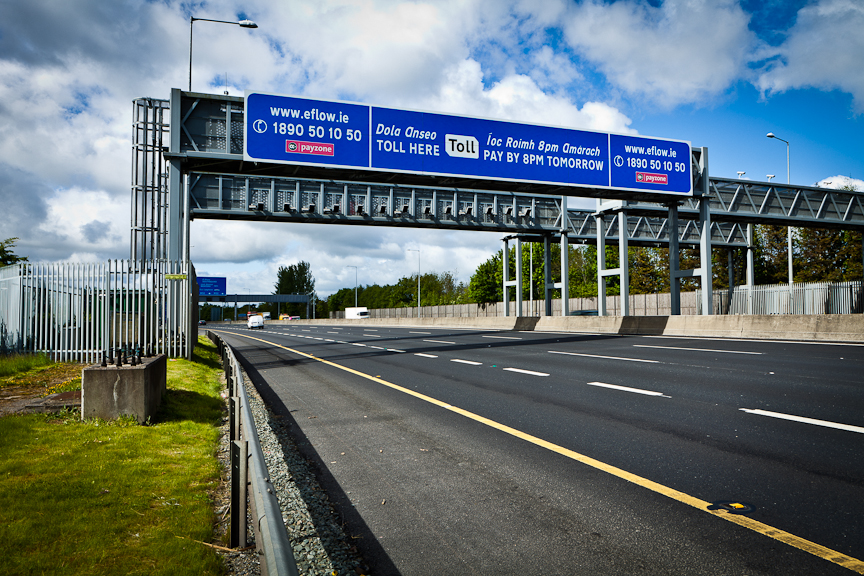 www.eflow.ie
1890 50 10 50
payzone
Dola Anseo
TOLL HERE
Toll
Íoc Roimh 8pm Amárach
PAY BY 8PM TOMORROW
www.eflow.ie
1890 50 10 50
payzone